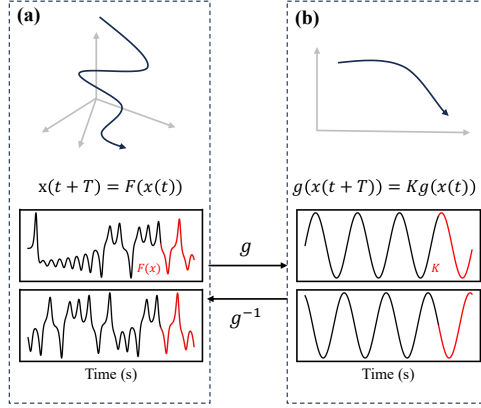 (a)
x(t + T) = F(x(t))
F(x)
Time (s)
g
g⁻¹
(b)
g(x(t + T)) = Kg(x(t))
K
Time (s)